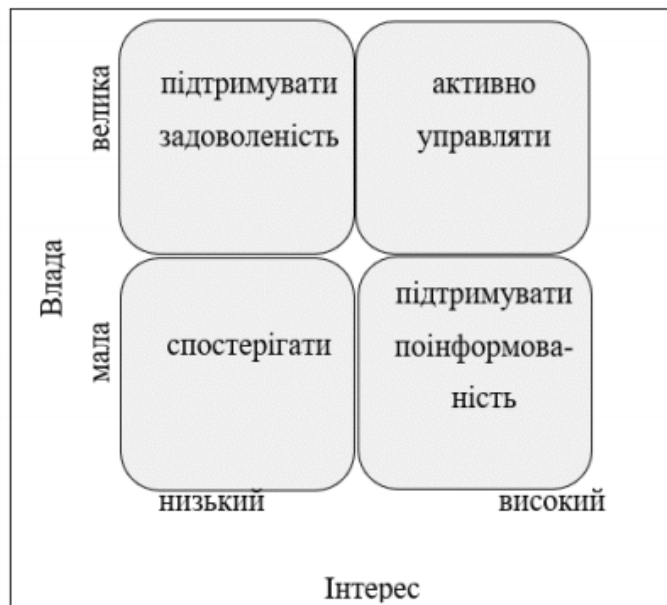 велика
підтримувати
задоволеність
активно
управляти
Влада
мала
спостерігати
підтримувати
поінформова-
ність
низький
високий
Інтерес